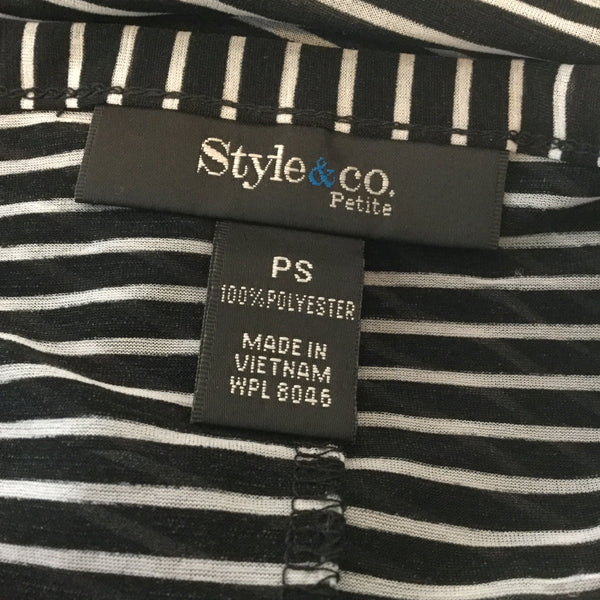 Style&co.
Petite
PS
100%POLYESTER
MADE IN
VIETNAM
WPL 8046